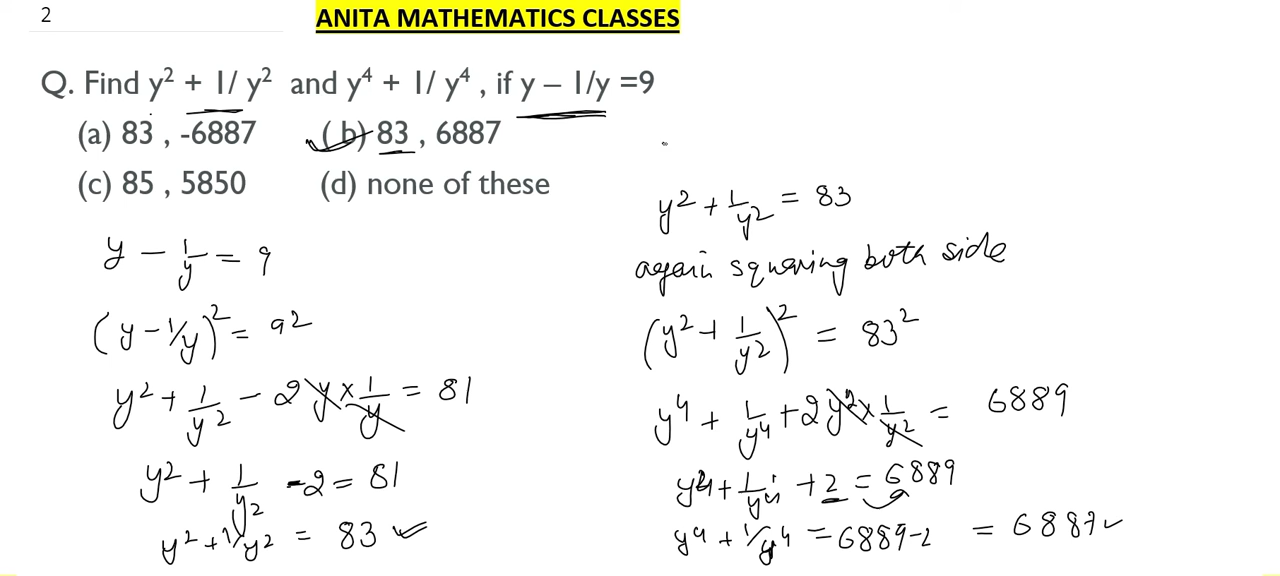 2
ANITA MATHEMATICS CLASSES
Q. Find y² + 1/ y² and y⁴ + 1/ y⁴ , if y – 1/y =9
(a) 83 , -6887 (b) 83 , 6887
(c) 85 , 5850 (d) none of these
y - 1/y = 9
(y - 1/y)² = 9²
y² + 1/y² - 2 y × 1/y = 81
y² + 1/y² - 2 = 81
y² + 1/y² = 83
y² + 1/y² = 83
again squaring both side
(y² + 1/y²)² = 83²
y⁴ + 1/y⁴ + 2 y² × 1/y² = 6889
y⁴ + 1/y⁴ + 2 = 6889
y⁴ + 1/y⁴ = 6889-2 = 6887